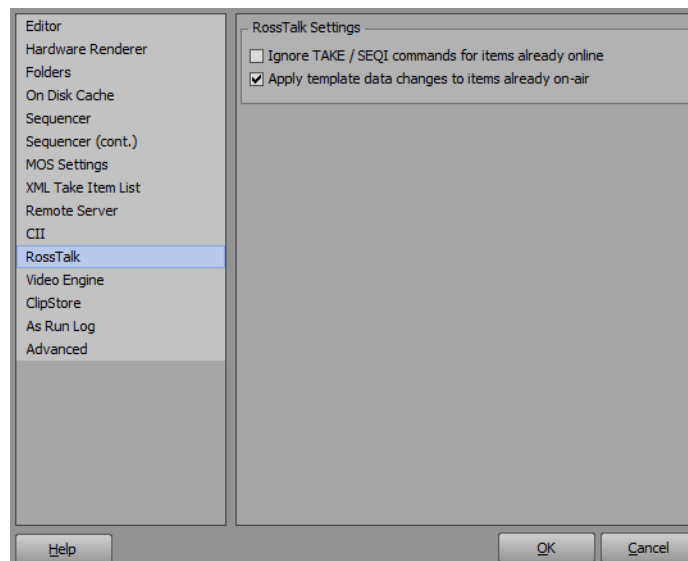 Editor
Hardware Renderer
Folders
On Disk Cache
Sequencer
Sequencer (cont.)
MOS Settings
XML Take Item List
Remote Server
CII
RossTalk
Video Engine
ClipStore
As Run Log
Advanced
RossTalk Settings
Ignore TAKE / SEQI commands for items already online
Apply template data changes to items already on-air
Help
OK
Cancel